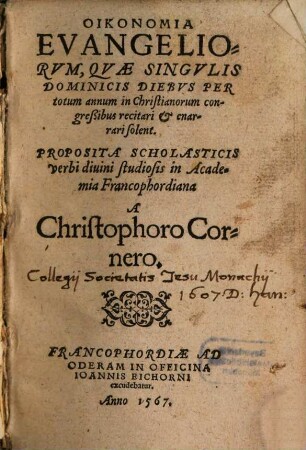 OIKONOMIA
EVANGELIO-
RVM, QVÆ SINGVLIS
DOMINICIS DIEBVS PER
totum annum in Christianorum con-
greßibus recitari & enar-
rari solent.
PROPOSITA SCHOLASTICIS
verbi diuini studiosis in Acade-
mia Francophordiana
A
Christophoro Cor-
nero.
Collegij Societatis Jesu Monachij
1607 D:
FRANCOPHORDIÆ AD
ODERAM IN OFFICINA
IOANNIS EICHORNI
excudebatur.
Anno 1567.